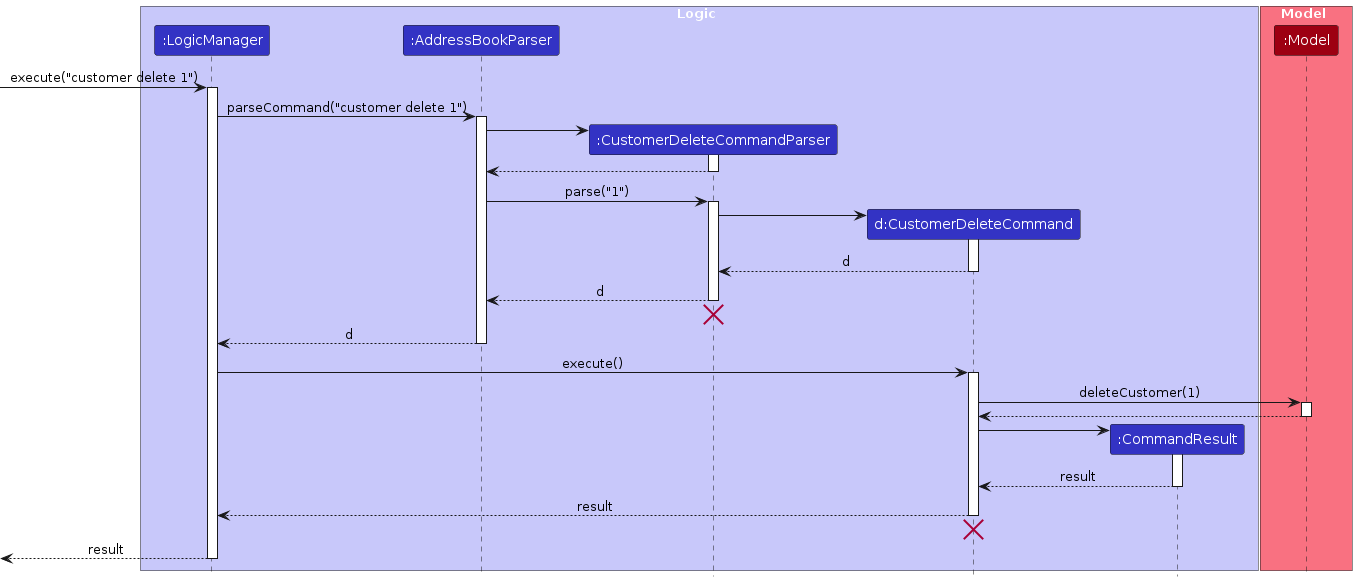 Logic
Model
:LogicManager
:AddressBookParser
:Model
execute("customer delete 1")
parseCommand("customer delete 1")
:CustomerDeleteCommandParser
parse("1")
d:CustomerDeleteCommand
d
d
d
execute()
deleteCustomer(1)
:CommandResult
result
result
result